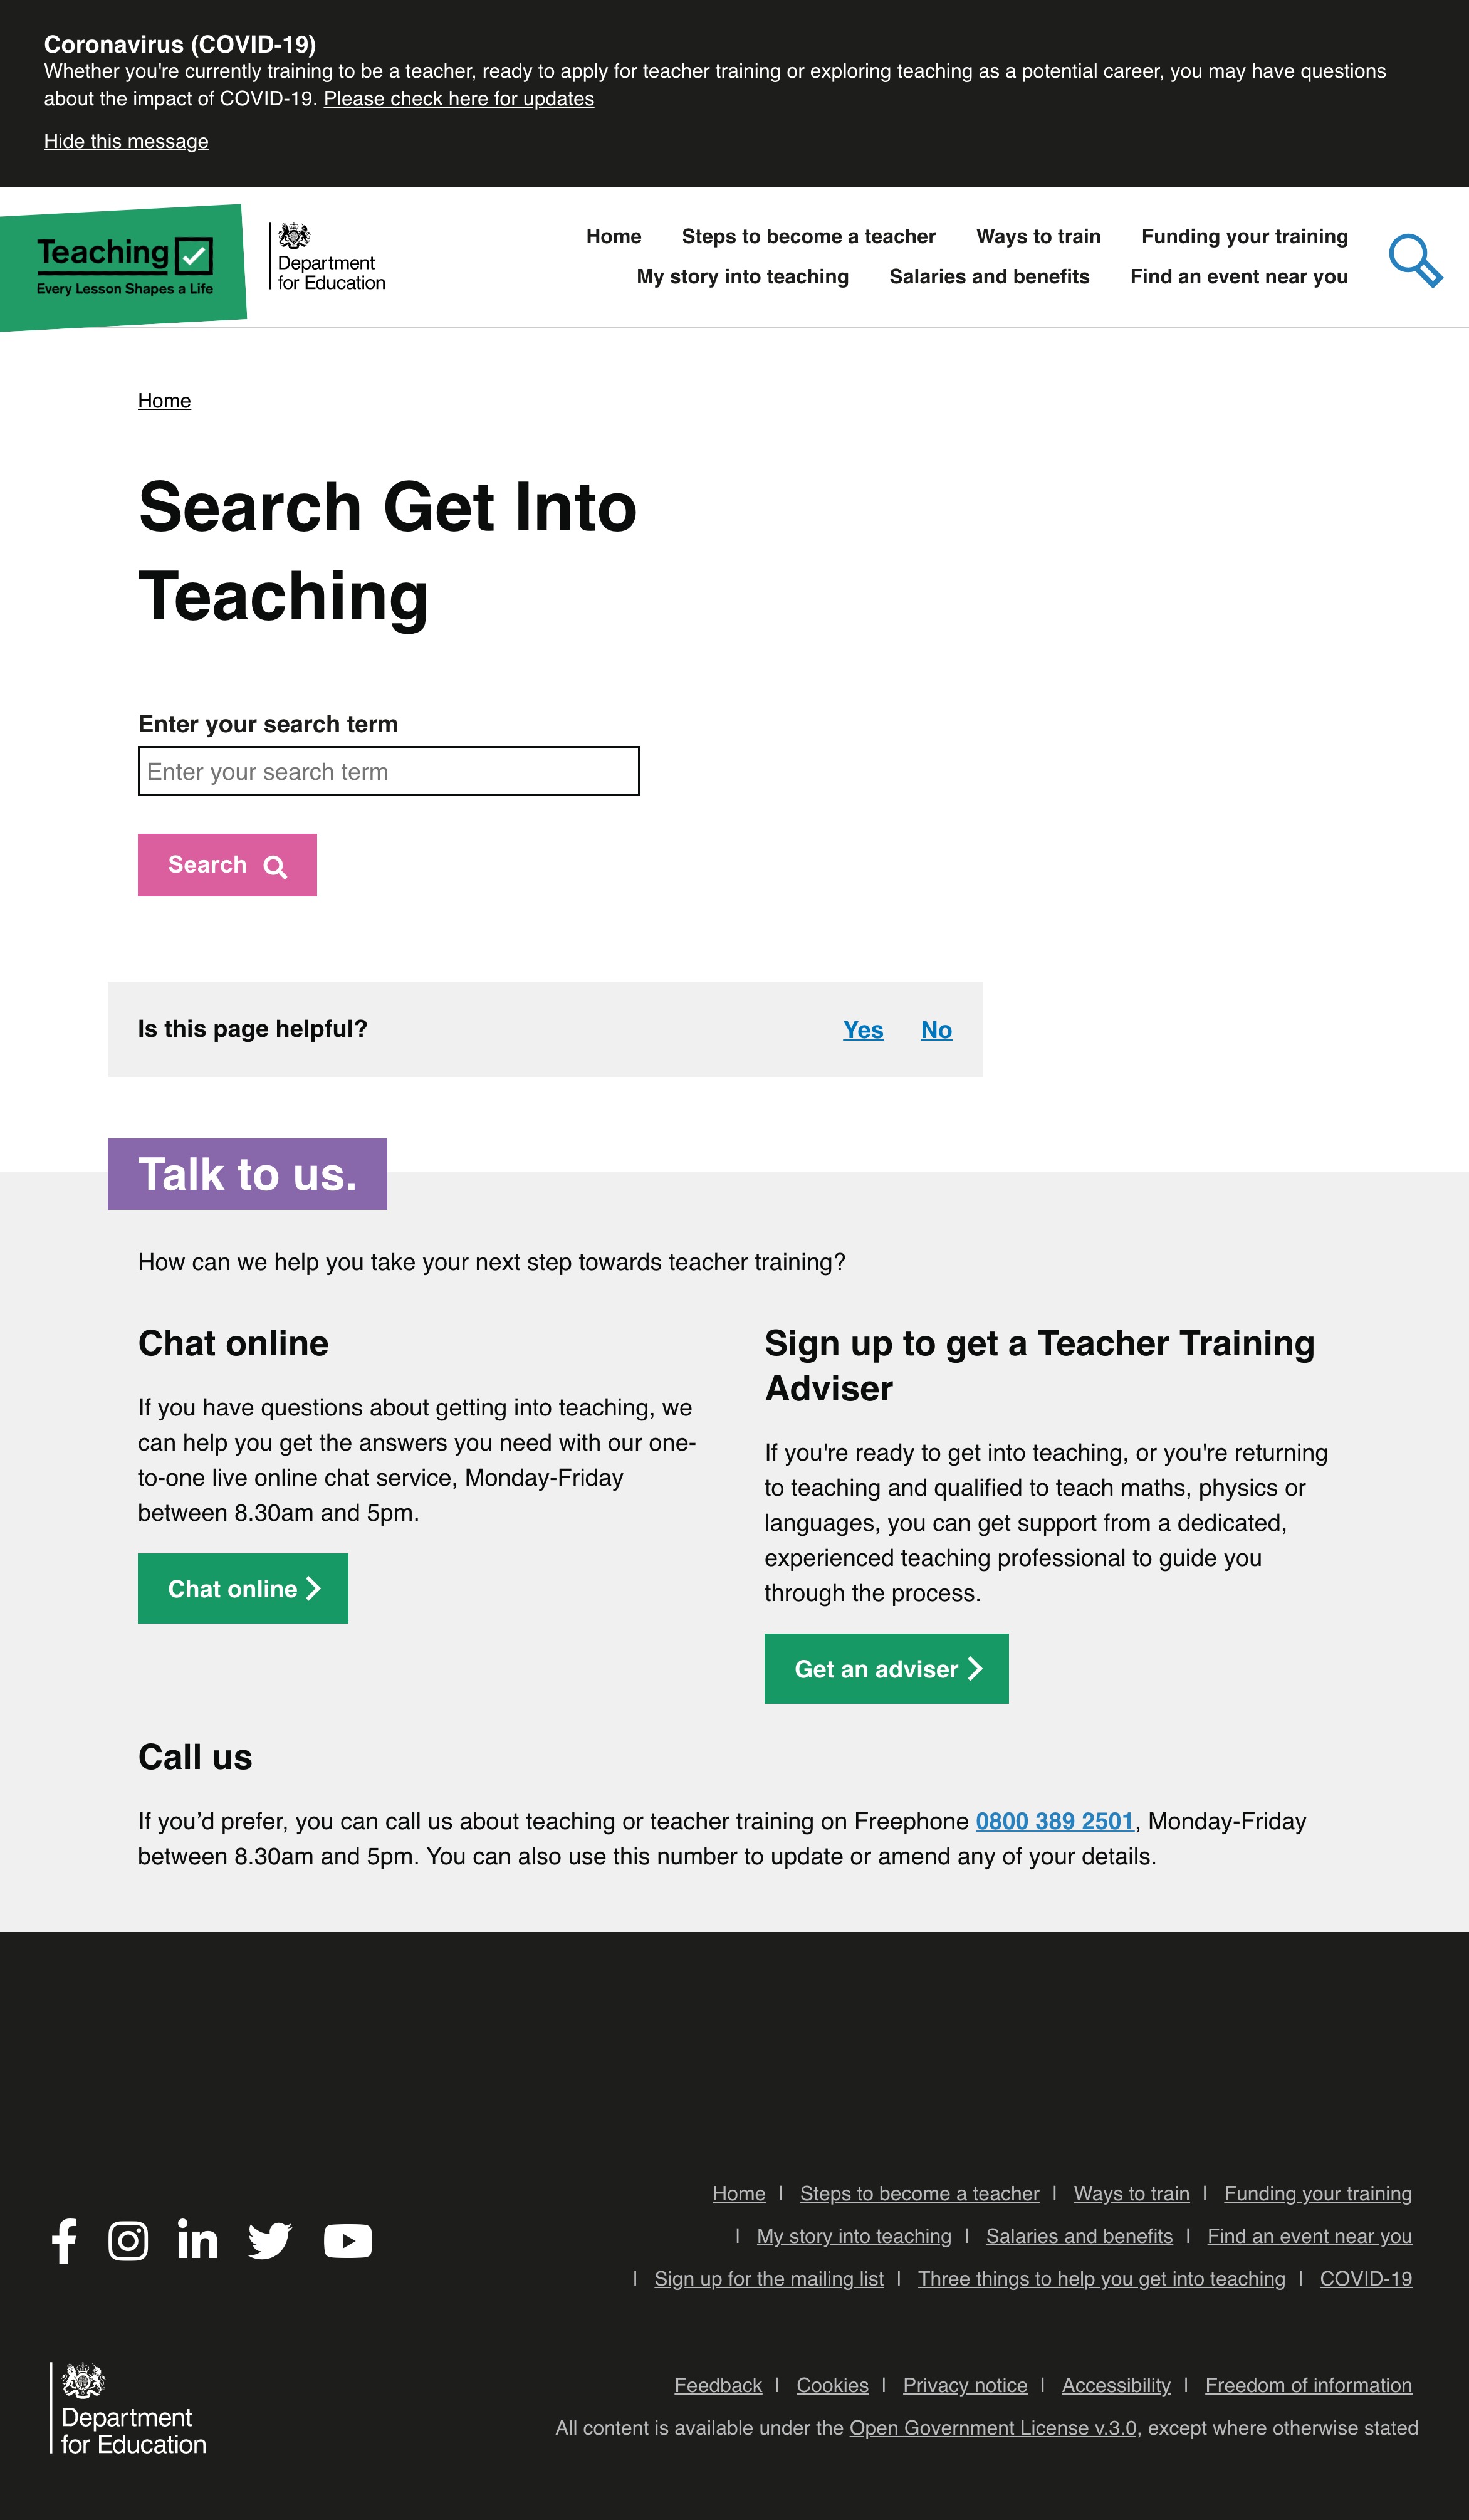 Coronavirus (COVID-19)
Whether you're currently training to be a teacher, ready to apply for teacher training or exploring teaching as a potential career, you may have questions
about the impact of COVID-19. Please check here for updates
Hide this message
Teaching
Every Lesson Shapes a Life
Department
for Education
Home Steps to become a teacher Ways to train Funding your training
My story into teaching Salaries and benefits Find an event near you
Home
Search Get Into
Teaching
Enter your search term
Enter your search term
Search
Is this page helpful? Yes No
Talk to us.
How can we help you take your next step towards teacher training?
Chat online
If you have questions about getting into teaching, we
can help you get the answers you need with our one-
to-one live online chat service, Monday-Friday
between 8.30am and 5pm.
Chat online
Sign up to get a Teacher Training
Adviser
If you're ready to get into teaching, or you're returning
to teaching and qualified to teach maths, physics or
languages, you can get support from a dedicated,
experienced teaching professional to guide you
through the process.
Get an adviser
Call us
If you’d prefer, you can call us about teaching or teacher training on Freephone 0800 389 2501, Monday-Friday
between 8.30am and 5pm. You can also use this number to update or amend any of your details.
Home | Steps to become a teacher | Ways to train | Funding your training
| My story into teaching | Salaries and benefits | Find an event near you
| Sign up for the mailing list | Three things to help you get into teaching | COVID-19
Department
for Education
Feedback | Cookies | Privacy notice | Accessibility | Freedom of information
All content is available under the Open Government License v.3.0, except where otherwise stated